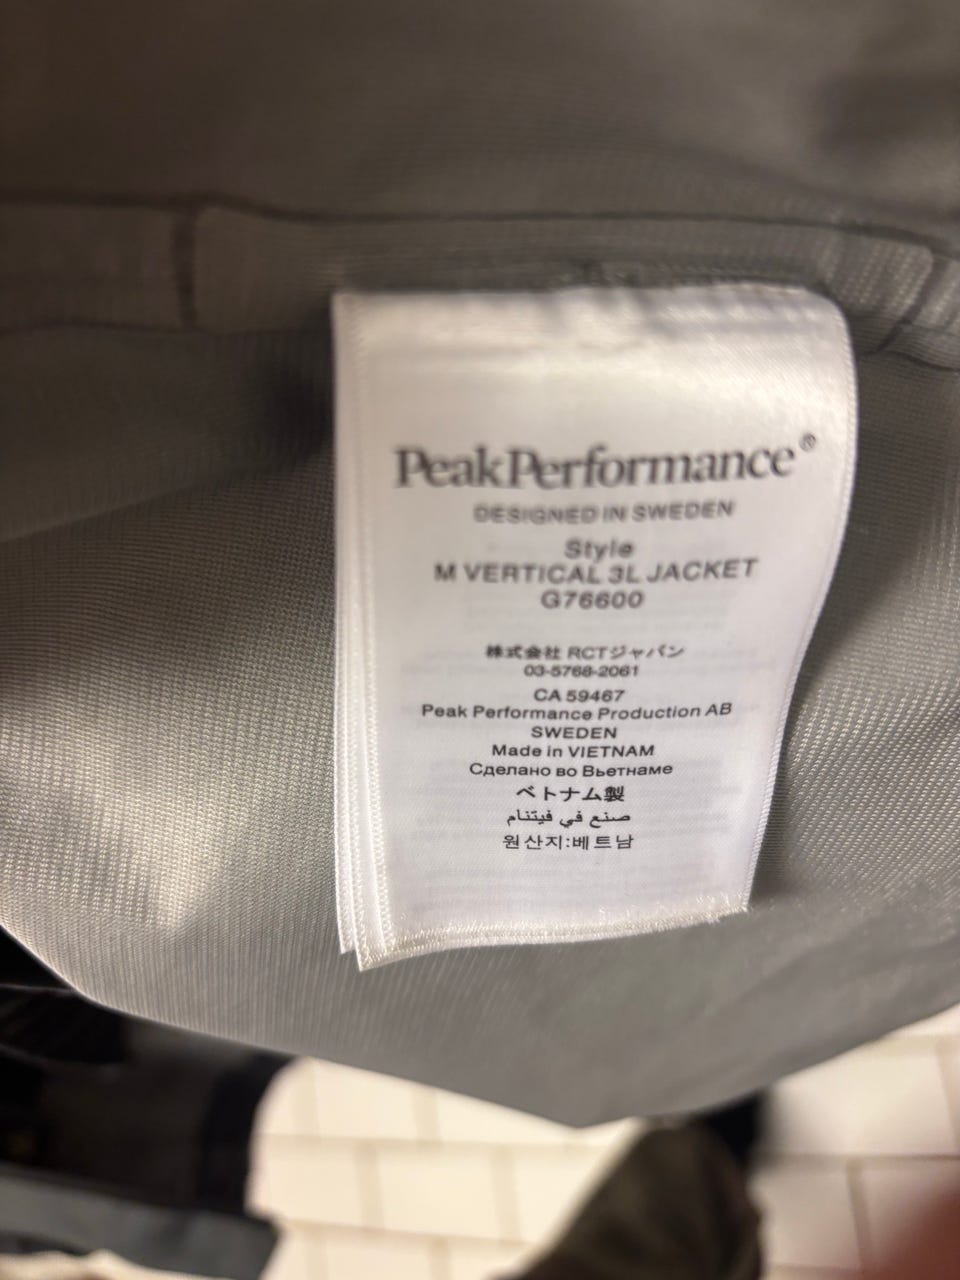 PeakPerformance®
DESIGNED IN SWEDEN
Style
M VERTICAL 3L JACKET
G76600
株式会社 RCTジャパン
03-5768-2061
CA 59467
Peak Performance Production AB
SWEDEN
Made in VIETNAM
Сделано во Вьетнаме
ベトナム製
صنع في فيتنام
원산지:베트남